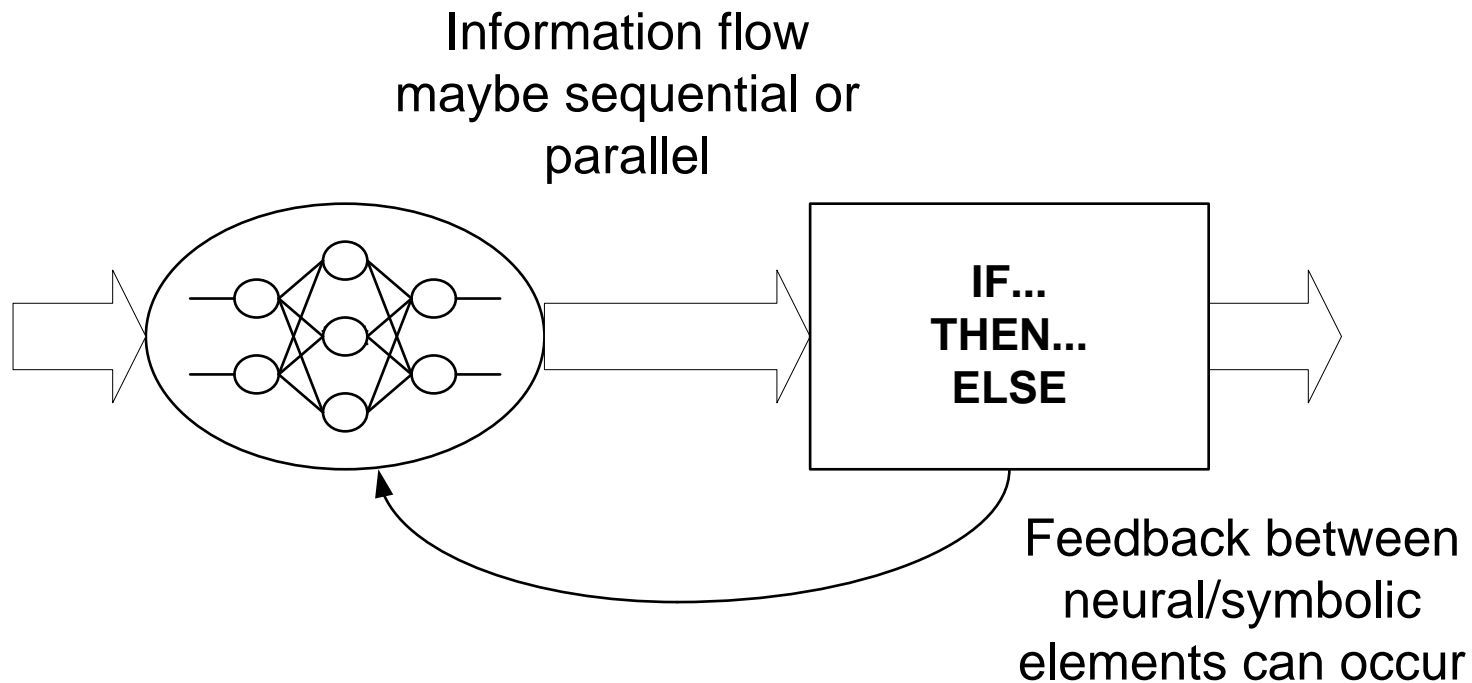 Information flow
maybe sequential or
parallel
IF...
THEN...
ELSE
Feedback between
neural/symbolic
elements can occur